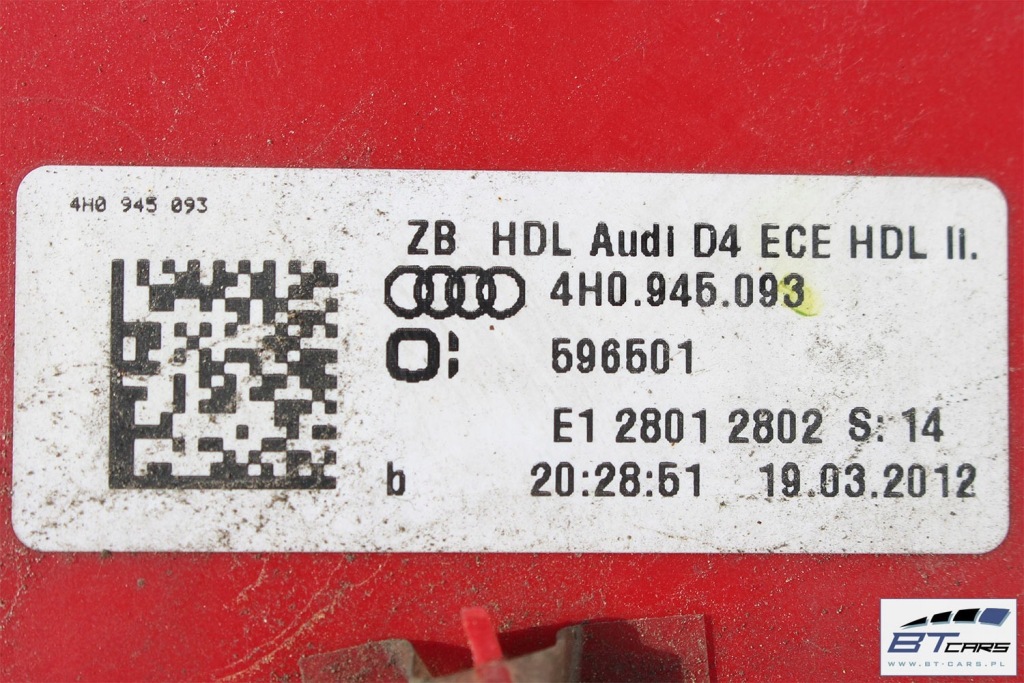 4H0 945 093
ZB HDL Audi D4 ECE HDL li.
4H0.945.093
596501
E1 2801 2802 S: 14
b 20:28:51 19.03.2012
BT CARS
WWW.BT-CARS.PL